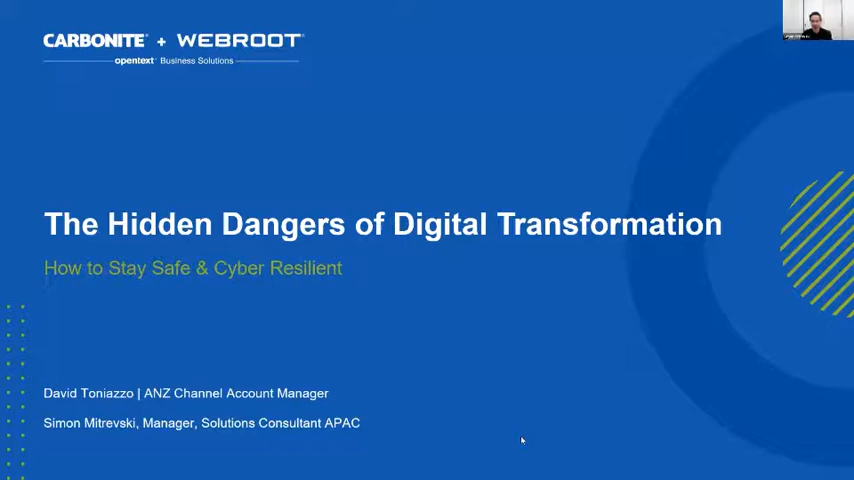 CARBONITE® + WEBROOT®
opentext™ Business Solutions
The Hidden Dangers of Digital Transformation
How to Stay Safe & Cyber Resilient
David Toniazzo | ANZ Channel Account Manager
Simon Mitrevski, Manager, Solutions Consultant APAC